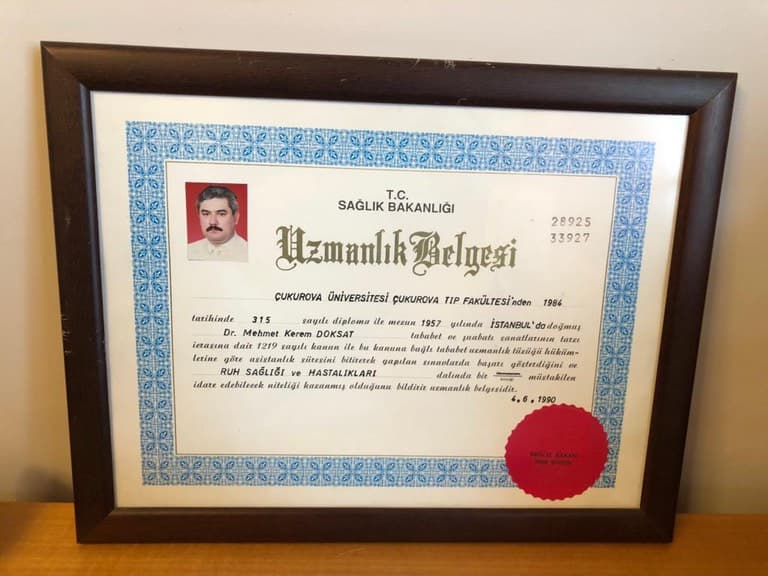 T.C.
SAĞLIK BAKANLIĞI
28925
33927
Uzmanlık Belgesi
ÇUKUROVA ÜNİVERSİTESİ ÇUKUROVA TIP FAKÜLTESİ'nden 1984
tarihinde 315 sayılı diploma ile mezun 1957 yılında İSTANBUL'da doğmuş
Dr. Mehmet Kerem DOKSAT tababet ve şuabatı sanatlarının tarzı
icrasına dair 1219 sayılı kanun ile bu kanuna bağlı tababet uzmanlık tüzüğü hüküm-
lerine göre asistanlık süresini bitirerek yapılan sınavlarda başarı gösterdiğini ve
RUH SAĞLIĞI ve HASTALIKLARI dalında bir müstakilen
idare edebilecek niteliği kazanmış olduğunu bildirir uzmanlık belgesidir.
4.6.1990
SAĞLIK BAKANI